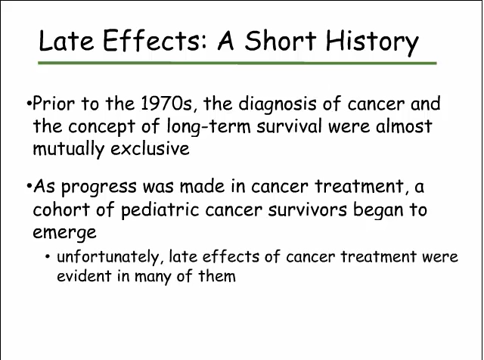 Late Effects: A Short History
•Prior to the 1970s, the diagnosis of cancer and
the concept of long-term survival were almost
mutually exclusive
•As progress was made in cancer treatment, a
cohort of pediatric cancer survivors began to
emerge
• unfortunately, late effects of cancer treatment were
evident in many of them